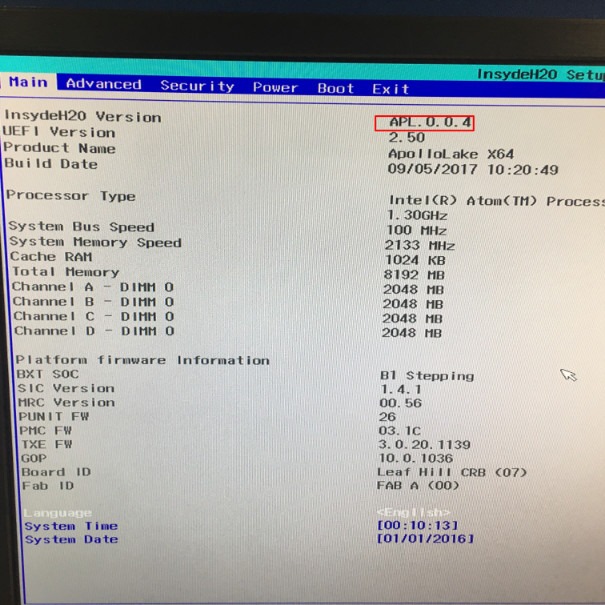 InsydeH20 Setu
Main Advanced Security Power Boot Exit
InsydeH20 Version APL.0.0.4
UEFI Version 2.50
Product Name ApolloLake X64
Build Date 09/05/2017 10:20:49
Processor Type Intel(R) Atom(TM) Process
1.30GHz
System Bus Speed 100 MHz
System Memory Speed 2133 MHz
Cache RAM 1024 KB
Total Memory 8192 MB
Channel A - DIMM 0 2048 MB
Channel B - DIMM 0 2048 MB
Channel C - DIMM 0 2048 MB
Channel D - DIMM 0 2048 MB
Platform firmware Information
BXT SOC B1 Stepping
SIC Version 1.4.1
MRC Version 00.56
PUNIT FW 26
PMC FW 03.1C
TXE FW 3.0.20.1139
GOP 10.0.1036
Board ID Leaf Hill CRB (07)
Fab ID FAB A (00)
Language <English>
System Time [00:10:13]
System Date [01/01/2016]